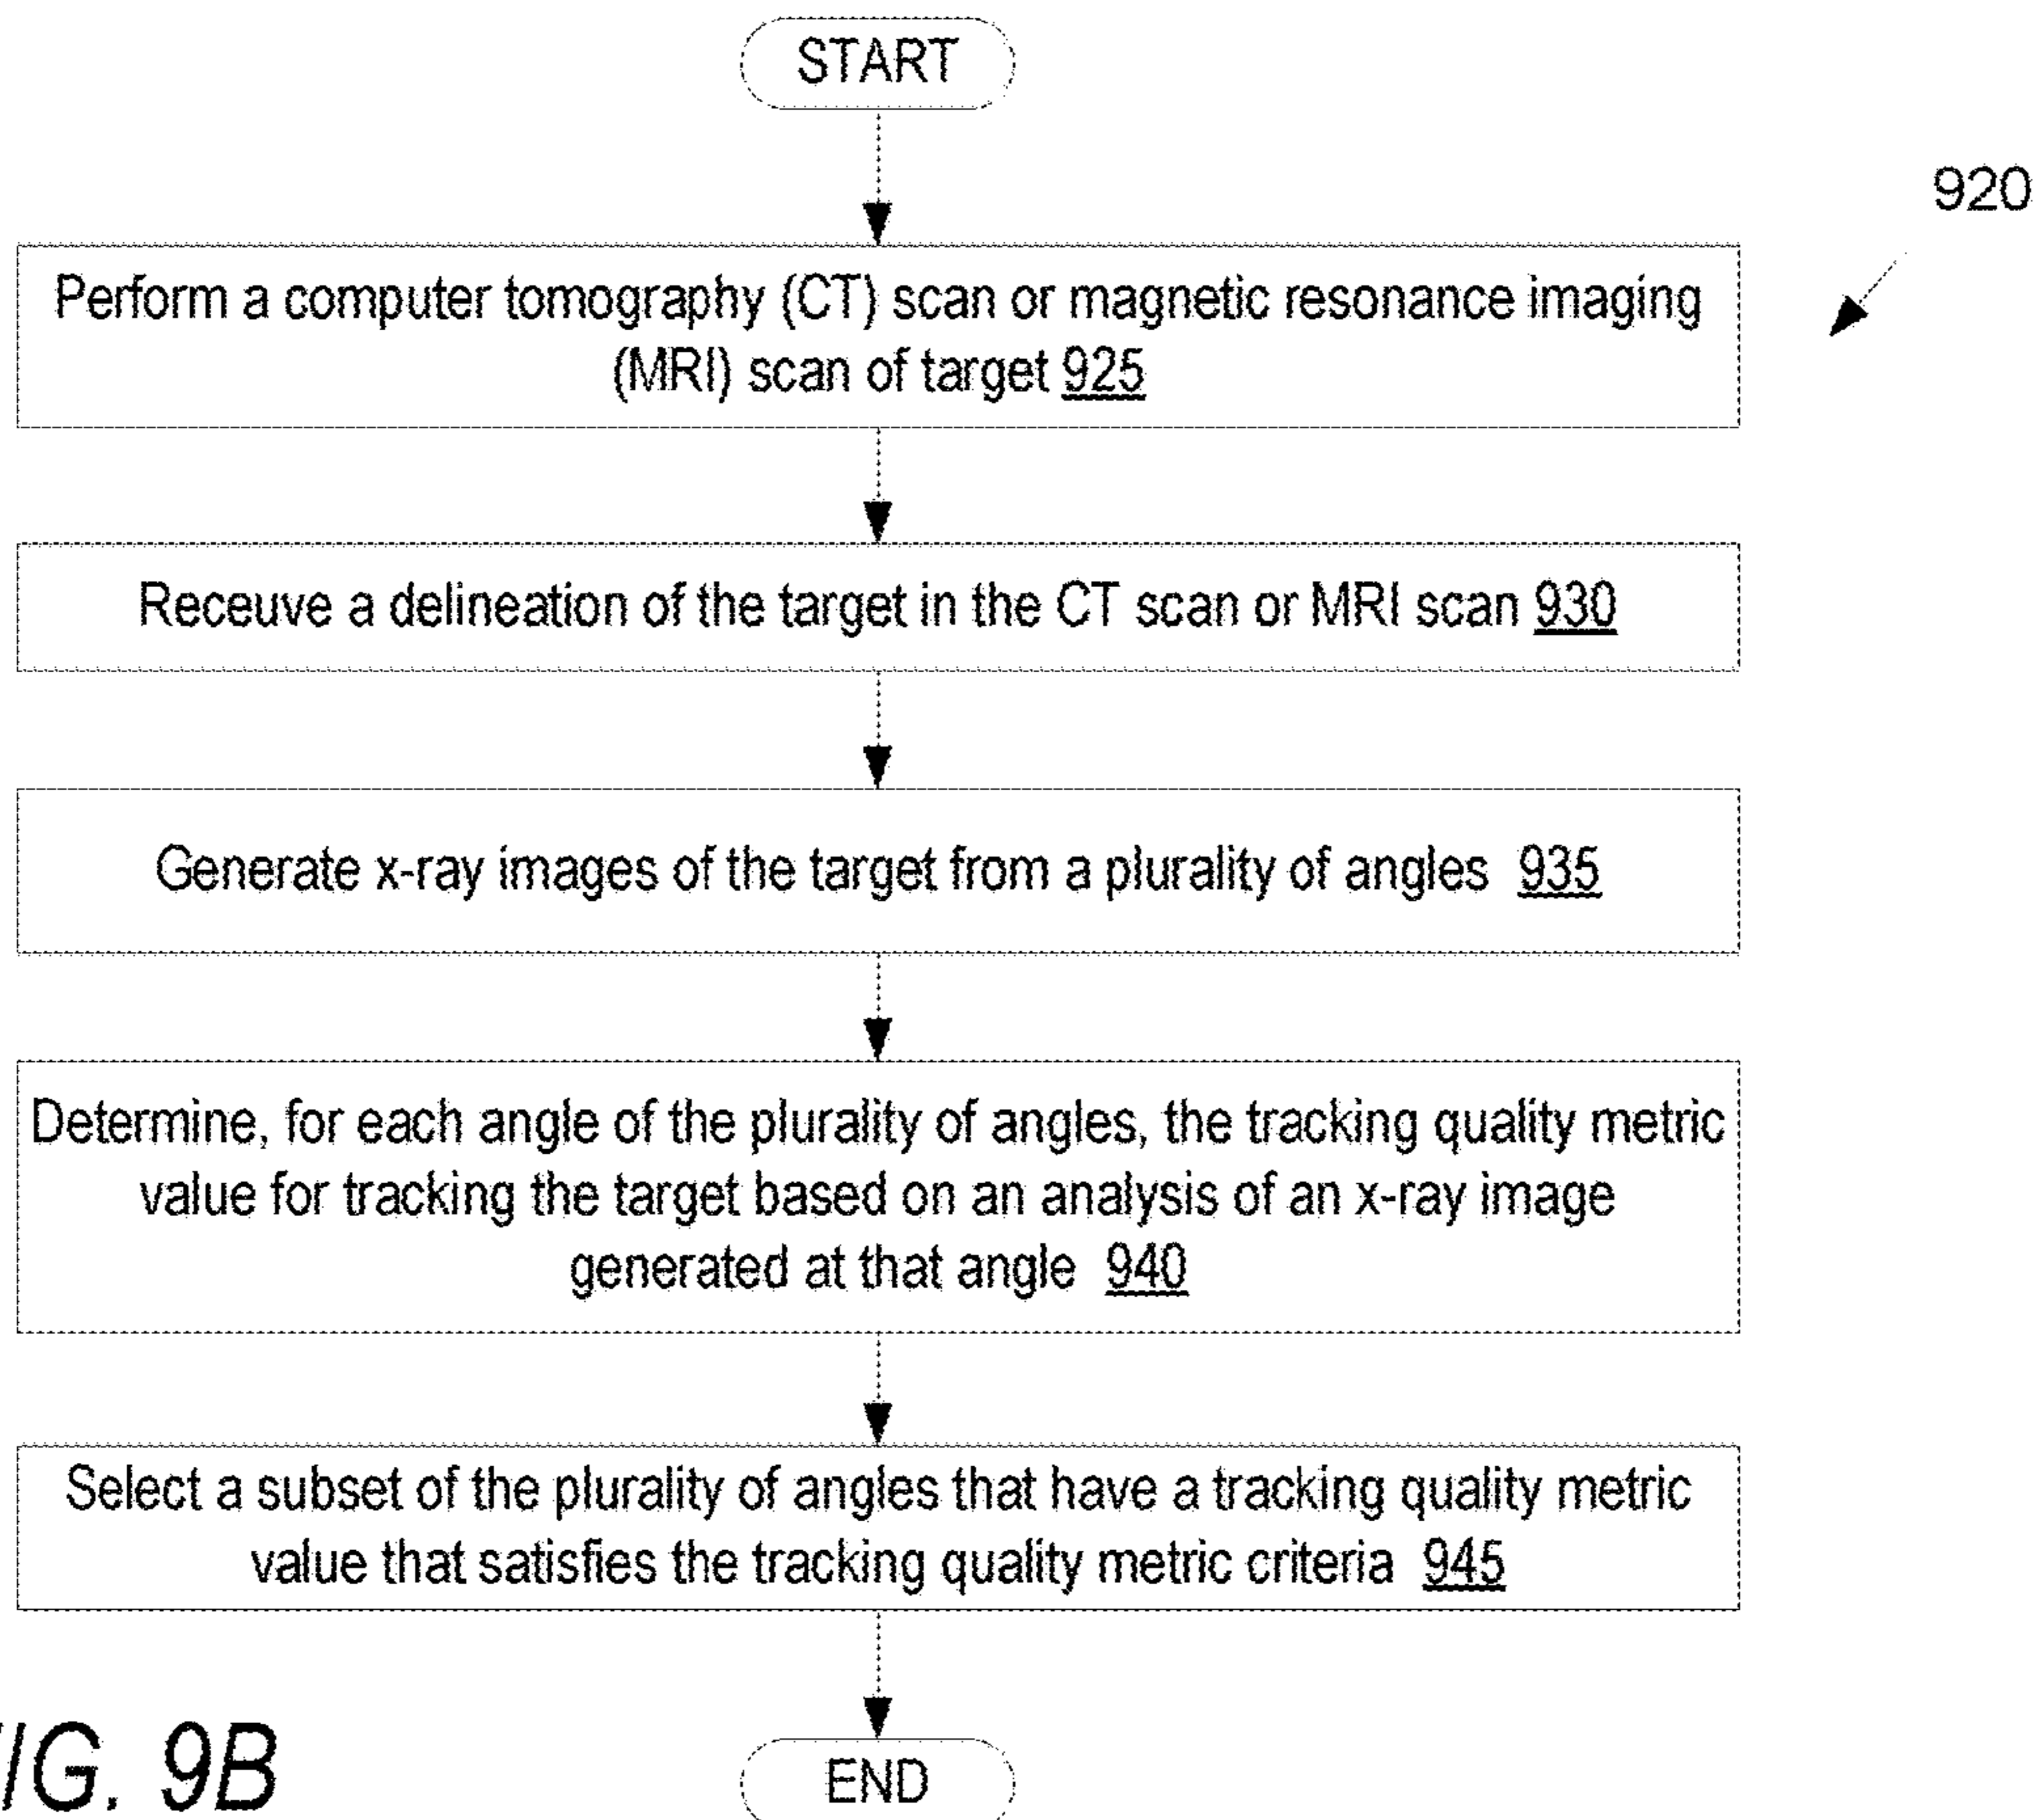 START
920
Perform a computer tomography (CT) scan or magnetic resonance imaging
(MRI) scan of target 925
Receuve a delineation of the target in the CT scan or MRI scan 930
Generate x-ray images of the target from a plurality of angles 935
Determine, for each angle of the plurality of angles, the tracking quality metric
value for tracking the target based on an analysis of an x-ray image
generated at that angle 940
Select a subset of the plurality of angles that have a tracking quality metric
value that satisfies the tracking quality metric criteria 945
END
IG. 9B